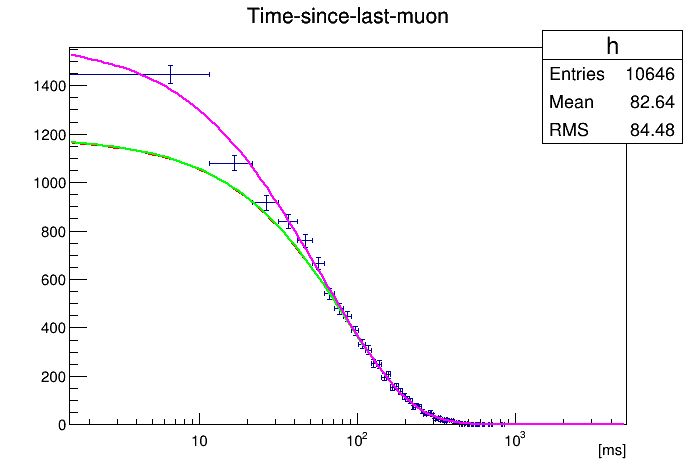 Time-since-last-muon
h
Entries 10646
Mean 82.64
RMS 84.48
1400
1200
1000
800
600
400
200
0
10
10²
10³
[ms]